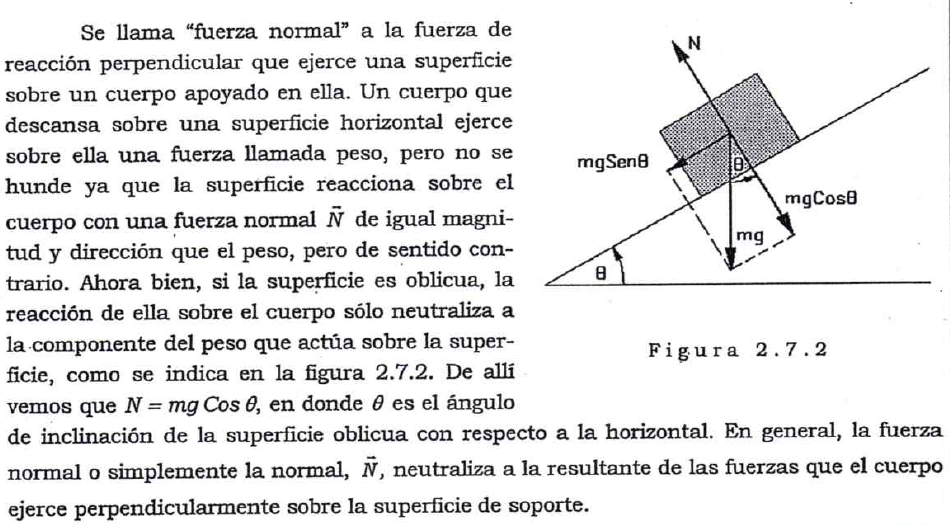 Se llama “fuerza normal” a la fuerza de
reacción perpendicular que ejerce una superficie
sobre un cuerpo apoyado en ella. Un cuerpo que
descansa sobre una superficie horizontal ejerce
sobre ella una fuerza llamada peso, pero no se
hunde ya que la superficie reacciona sobre el
cuerpo con una fuerza normal N⃗ de igual magni-
tud y dirección que el peso, pero de sentido con-
trario. Ahora bien, si la superficie es oblicua, la
reacción de ella sobre el cuerpo sólo neutraliza a
la componente del peso que actúa sobre la super-
ficie, como se indica en la figura 2.7.2. De allí
vemos que N = mg Cos θ, en donde θ es el ángulo
de inclinación de la superficie oblicua con respecto a la horizontal. En general, la fuerza
normal o simplemente la normal, N⃗, neutraliza a la resultante de las fuerzas que el cuerpo
ejerce perpendicularmente sobre la superficie de soporte.
N
mgSenθ
θ
mgCosθ
mg
θ
Figura 2.7.2